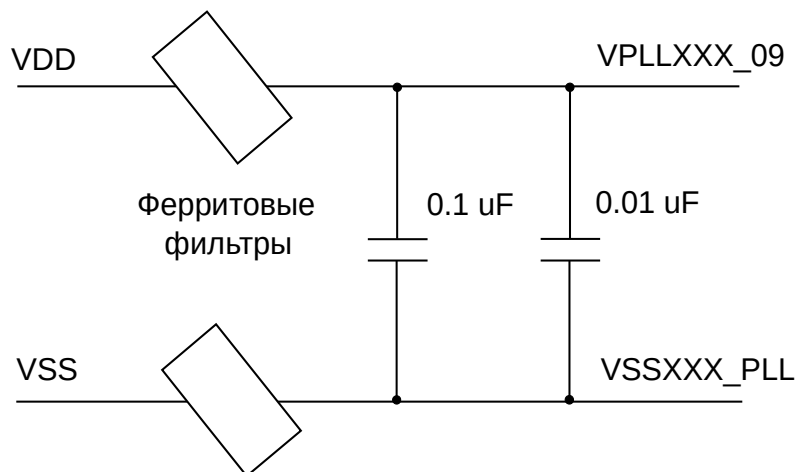 VDD
VPLLXXX_09
Ферритовые
фильтры
0.1 uF
0.01 uF
VSS
VSSXXX_PLL